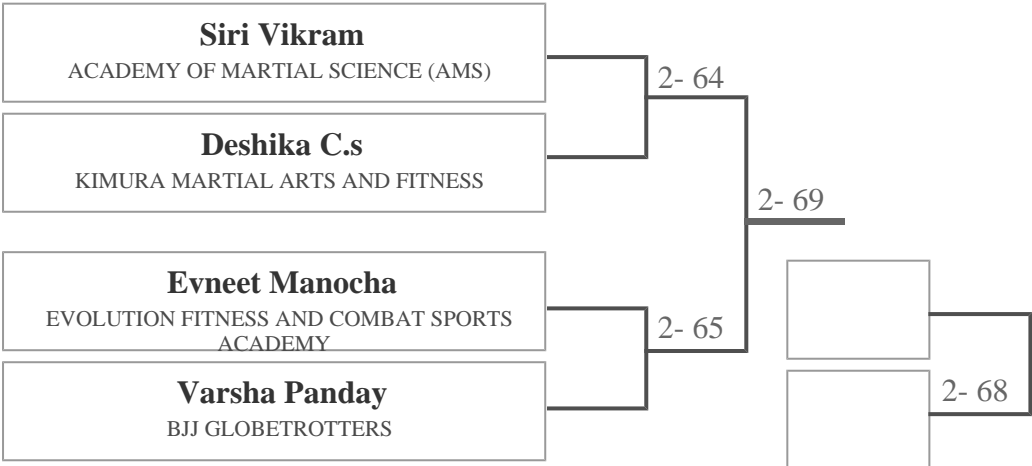 Siri Vikram
ACADEMY OF MARTIAL SCIENCE (AMS)
2- 64
Deshika C.s
KIMURA MARTIAL ARTS AND FITNESS
2- 69
Evneet Manocha
EVOLUTION FITNESS AND COMBAT SPORTS
ACADEMY
2- 65
Varsha Panday
BJJ GLOBETROTTERS
2- 68